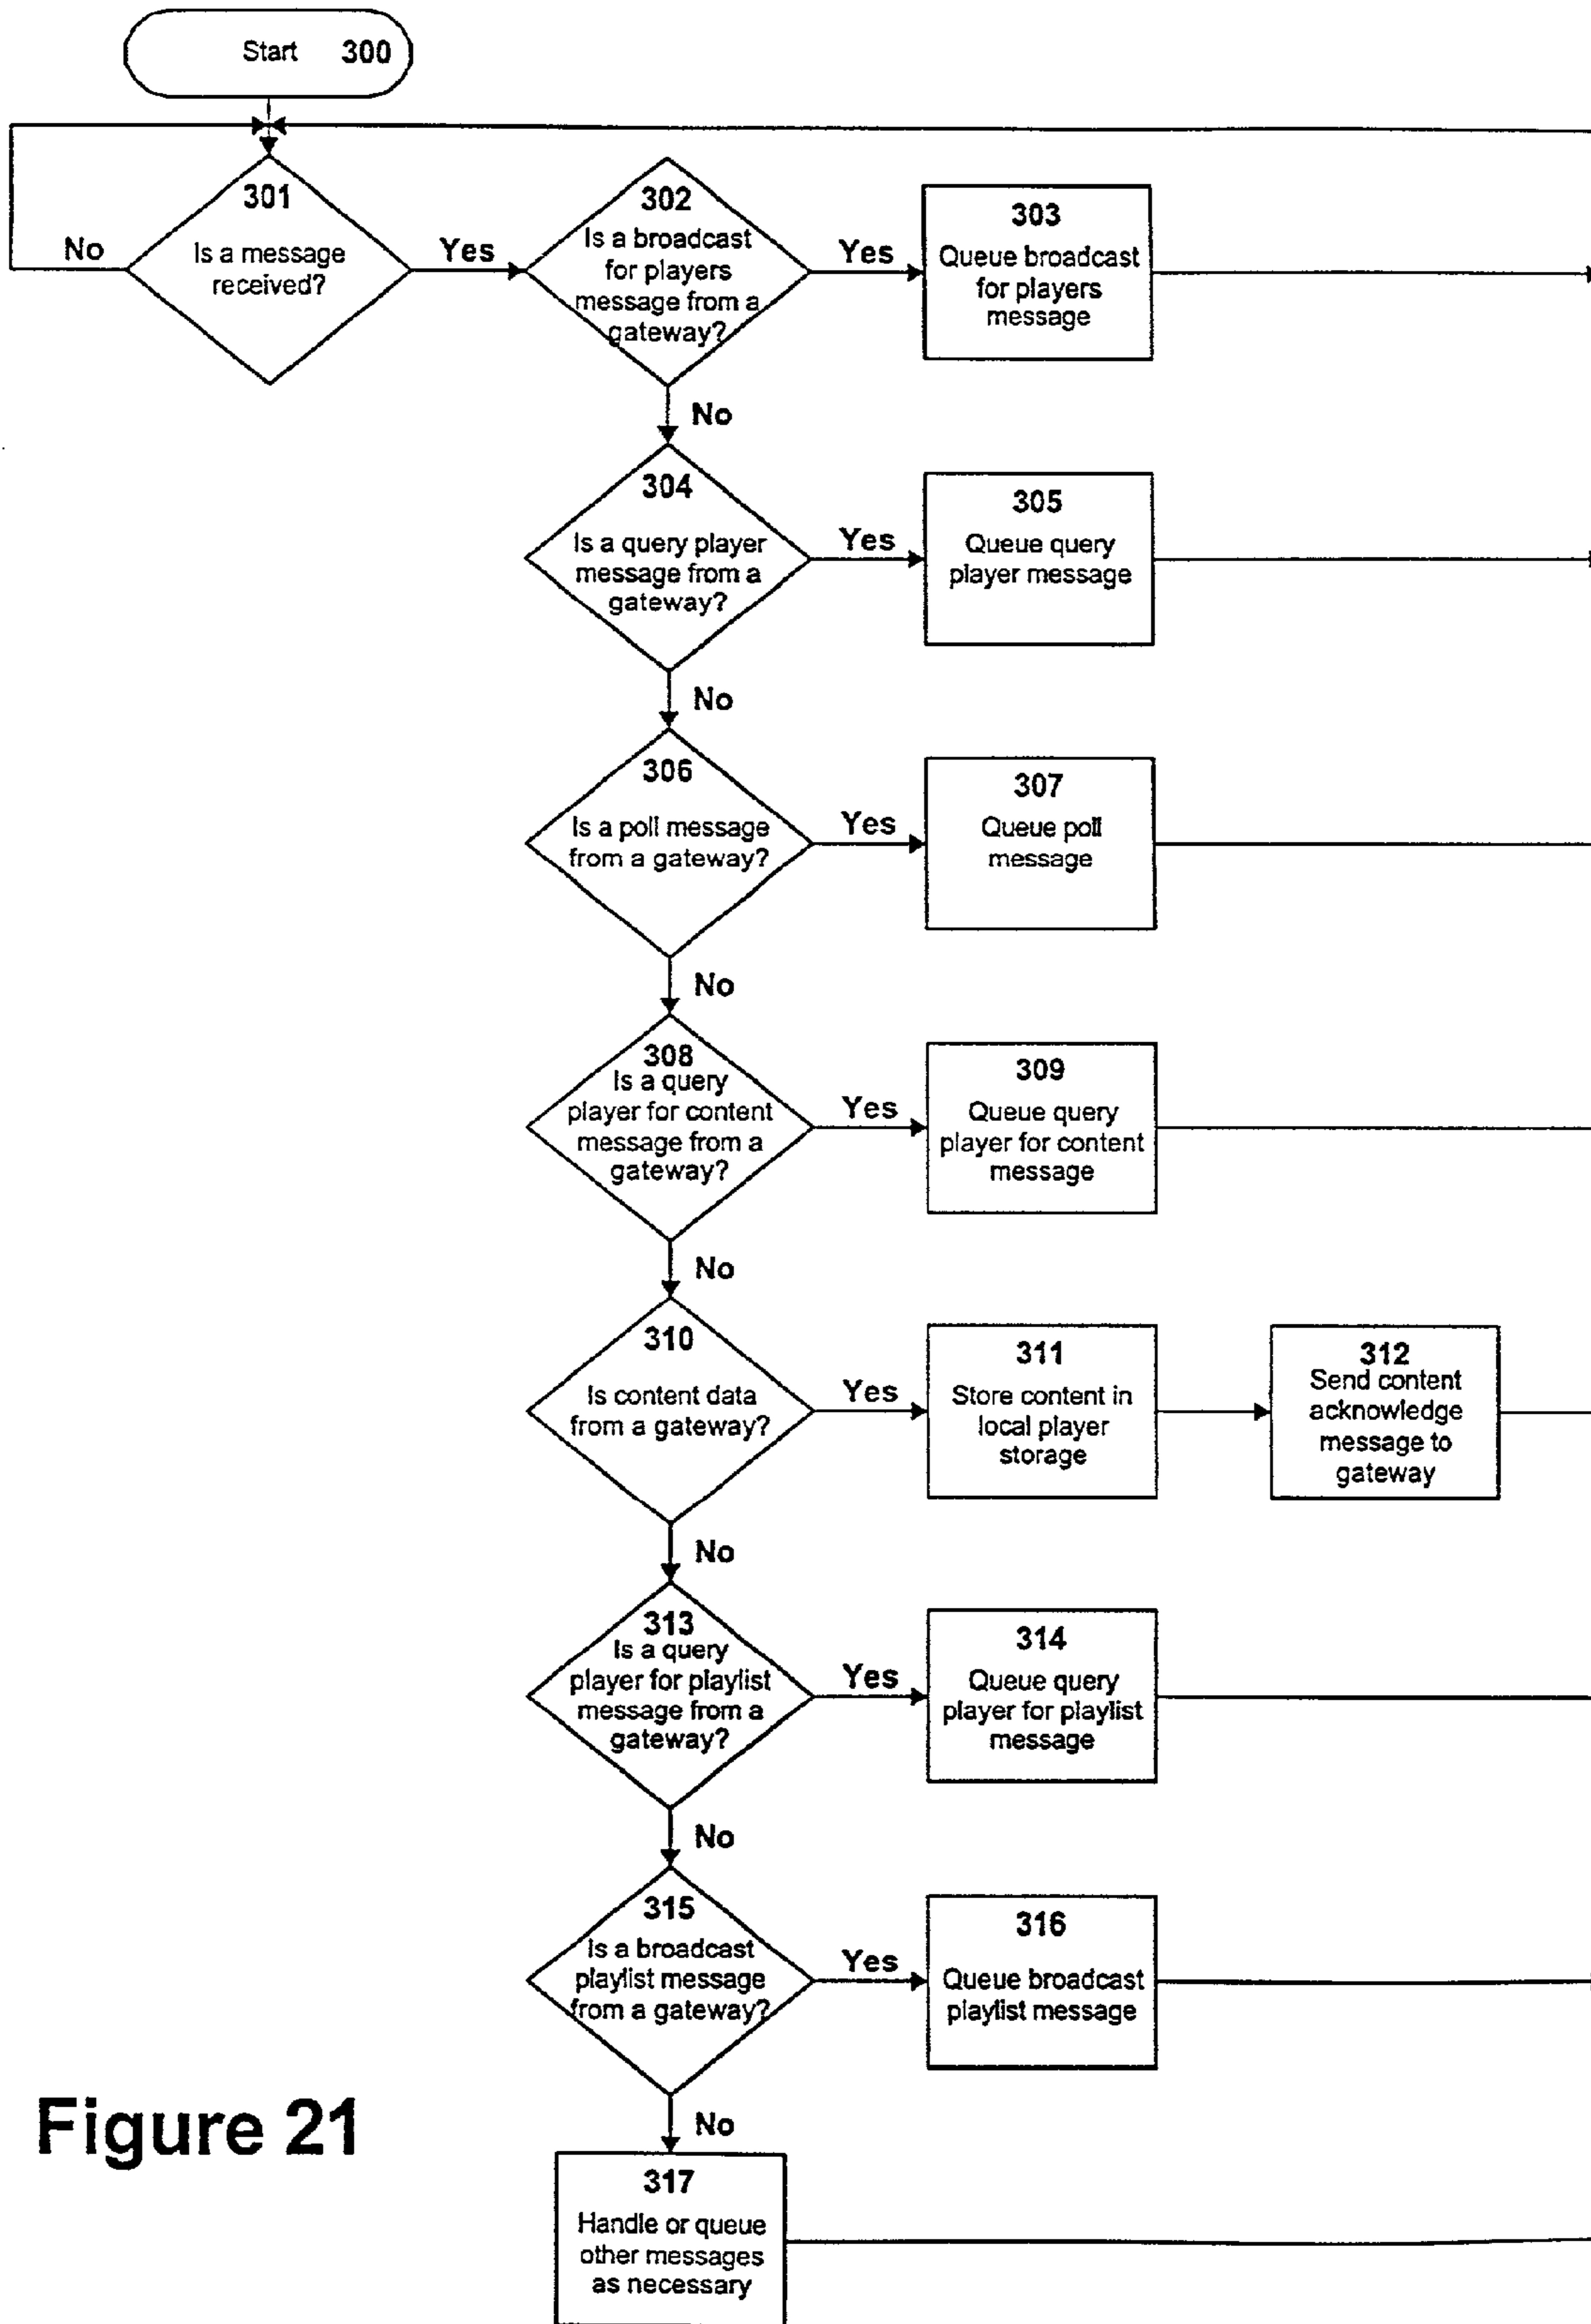 Start 300
301
Is a message
received?
No
Yes
302
Is a broadcast
for players
message from a
gateway?
Yes
303
Queue broadcast
for players
message
No
304
Is a query player
message from a
gateway?
Yes
305
Queue query
player message
No
306
Is a poll message
from a gateway?
Yes
307
Queue poll
message
No
308
Is a query
player for content
message from a
gateway?
Yes
309
Queue query
player for content
message
No
310
Is content data
from a gateway?
Yes
311
Store content in
local player
storage
312
Send content
acknowledge
message to
gateway
No
313
Is a query
player for playlist
message from a
gateway?
Yes
314
Queue query
player for playlist
message
No
315
Is a broadcast
playlist message
from a gateway?
Yes
316
Queue broadcast
playlist message
No
317
Handle or queue
other messages
as necessary
Figure 21